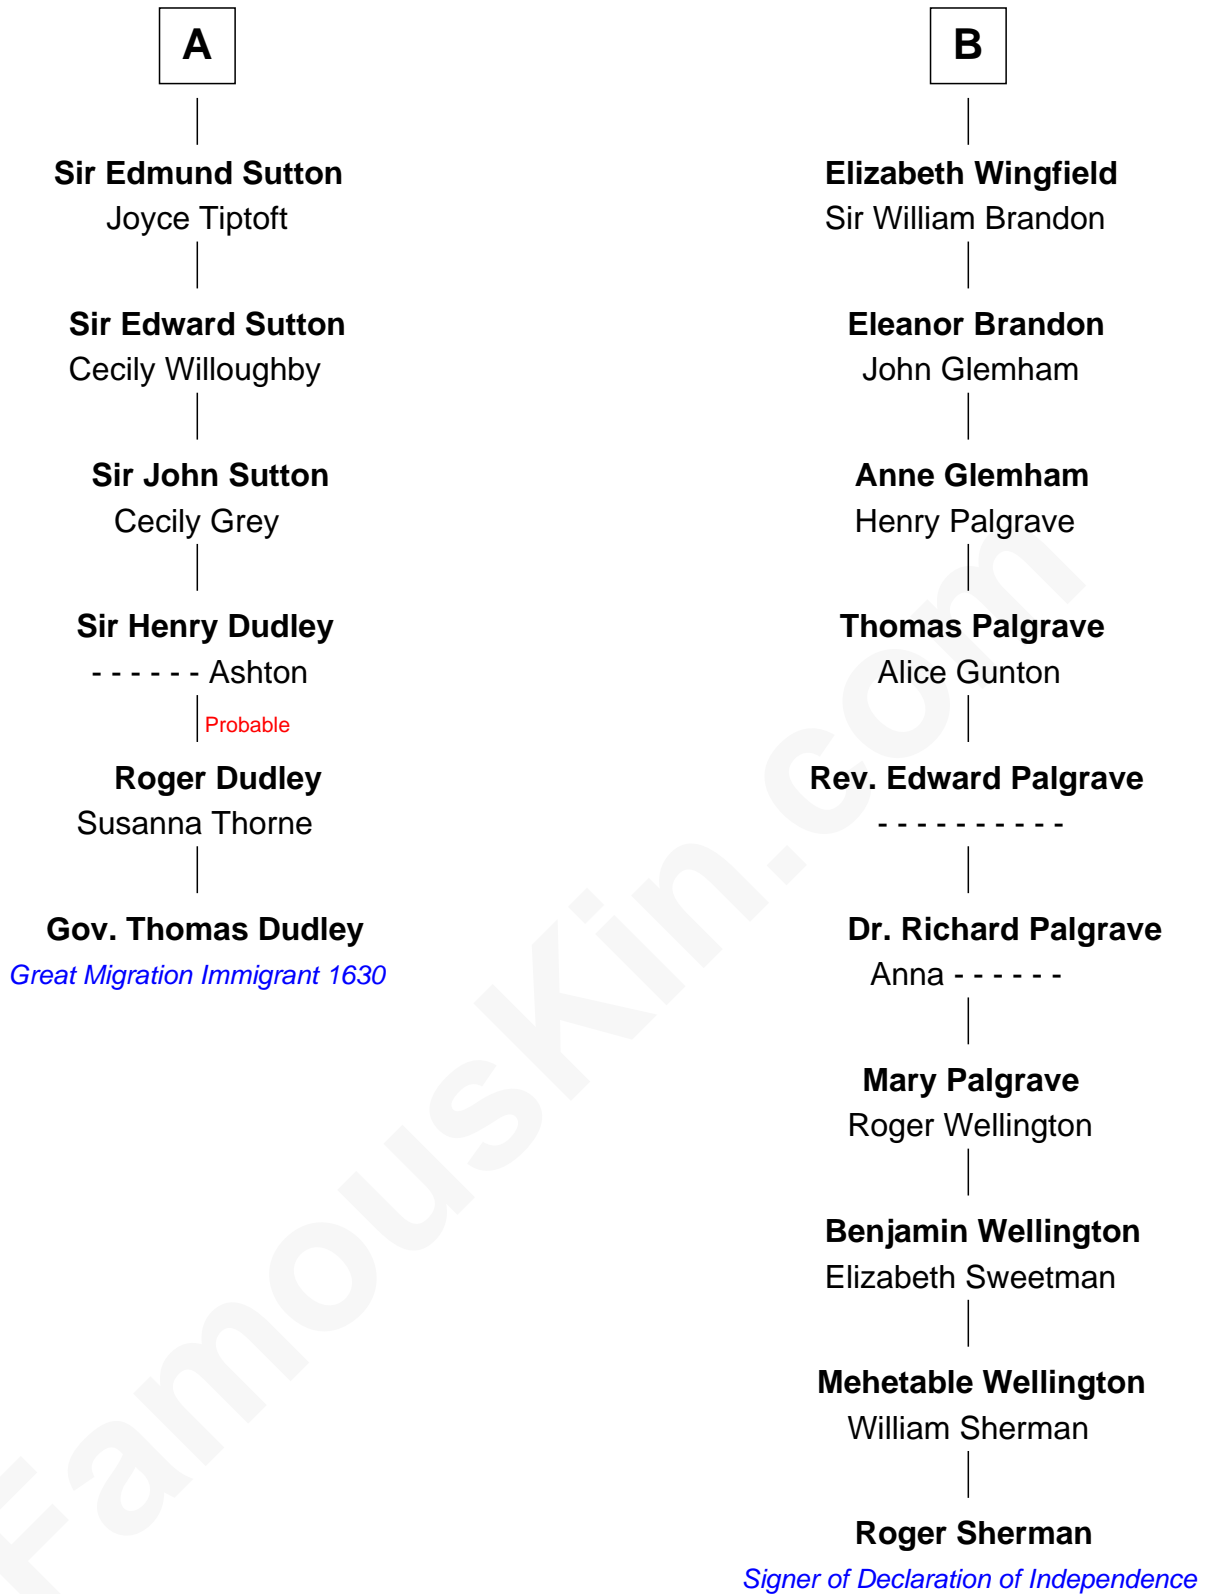 A
Sir Edmund Sutton
Joyce Tiptoft
Sir Edward Sutton
Cecily Willoughby
Sir John Sutton
Cecily Grey
Sir Henry Dudley
- - - - - - Ashton
Probable
Roger Dudley
Susanna Thorne
Gov. Thomas Dudley
Great Migration Immigrant 1630
B
Elizabeth Wingfield
Sir William Brandon
Eleanor Brandon
John Glemham
Anne Glemham
Henry Palgrave
Thomas Palgrave
Alice Gunton
Rev. Edward Palgrave
- - - - - - - - - -
Dr. Richard Palgrave
Anna - - - - - -
Mary Palgrave
Roger Wellington
Benjamin Wellington
Elizabeth Sweetman
Mehetable Wellington
William Sherman
Roger Sherman
Signer of Declaration of Independence
FamousKin.com